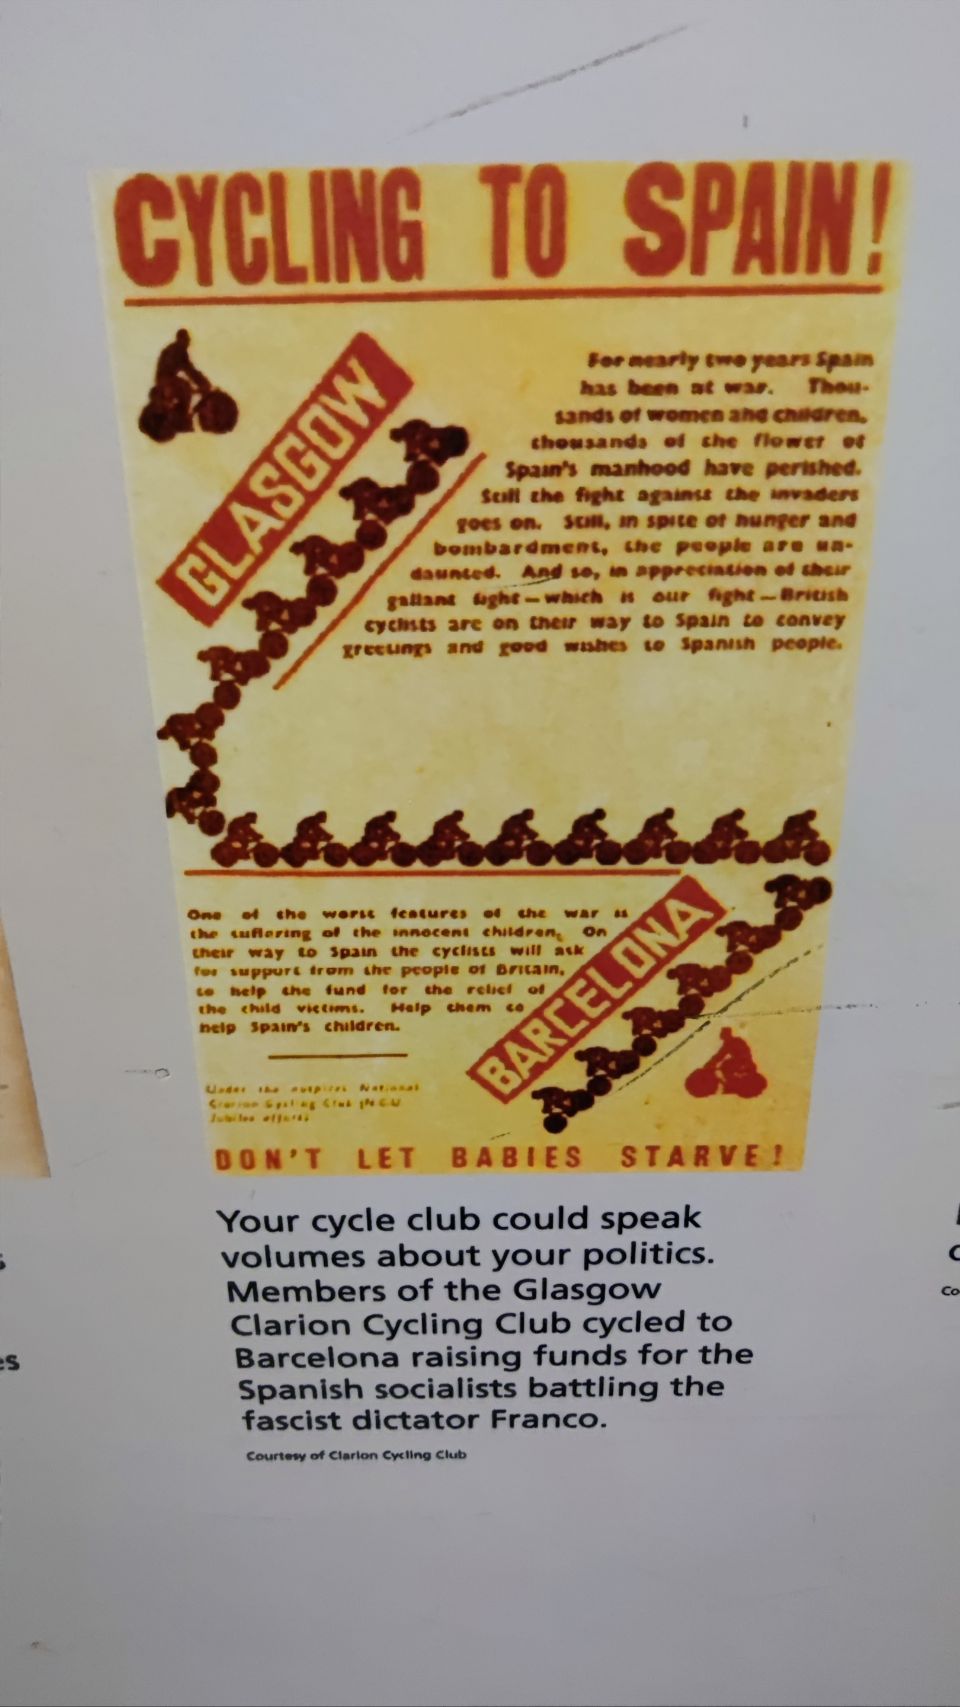 CYCLING TO SPAIN!
GLASGOW
For nearly two years Spain
has been at war. Thou-
sands of women and children,
thousands of the flower of
Spain's manhood have perished.
Still the fight against the invaders
goes on. Still, in spite of hunger and
bombardment, the people are un-
daunted. And so, in appreciation of their
gallant fight—which is our fight—British
cyclists are on their way to Spain to convey
greetings and good wishes to Spanish people.
One of the worst features of the war is
the suffering of the innocent children. On
their way to Spain the cyclists will ask
for support from the people of Britain,
to help the fund for the relief of
the child victims. Help them to
help Spain's children.
BARCELONA
Under the auspices National
Clarion Cycling Club
Jubilee
DON'T LET BABIES STARVE!
Your cycle club could speak
volumes about your politics.
Members of the Glasgow
Clarion Cycling Club cycled to
Barcelona raising funds for the
Spanish socialists battling the
fascist dictator Franco.
Courtesy of Clarion Cycling Club